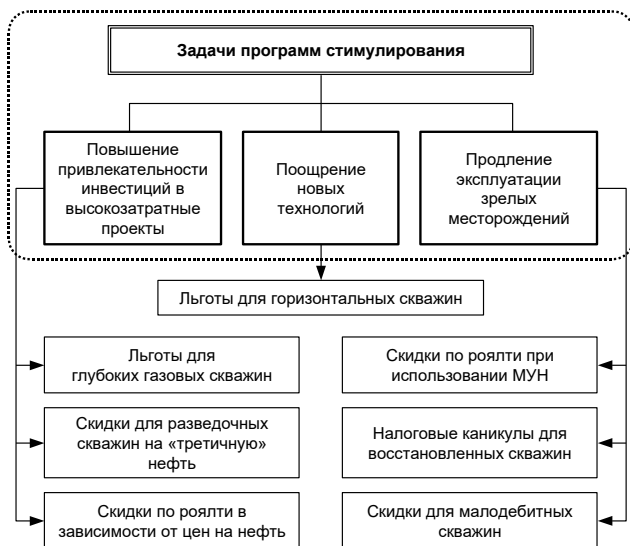 Задачи программ стимулирования
Повышение
привлекательности
инвестиций в
высокозатратные
проекты
Поощрение
новых
технологий
Продление
эксплуатации
зрелых
месторождений
Льготы для горизонтальных скважин
Льготы для
глубоких газовых скважин
Скидки по роялти при
использовании МУН
Скидки для разведочных
скважин на «третичную»
нефть
Налоговые каникулы для
восстановленных скважин
Скидки по роялти в
зависимости от цен на нефть
Скидки для малодебитных
скважин